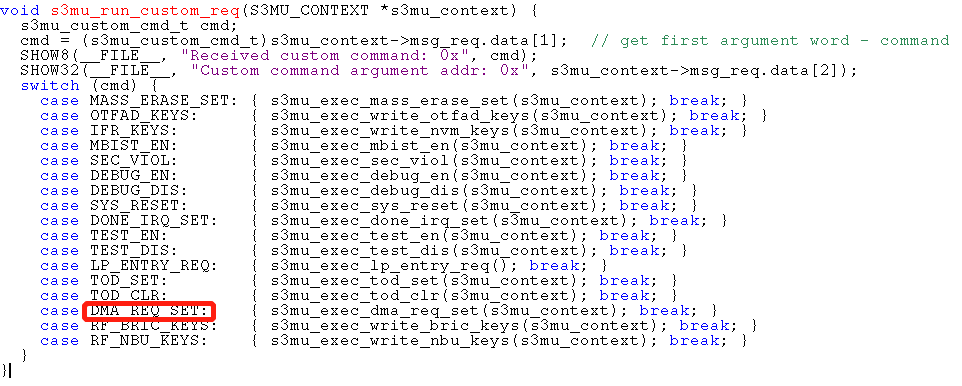 void s3mu_run_custom_req(S3MU_CONTEXT *s3mu_context) {
  s3mu_custom_cmd_t cmd;
  cmd = (s3mu_custom_cmd_t)s3mu_context->msg_req.data[1];  // get first argument word - command
  SHOW8(__FILE__, "Received custom command: 0x", cmd);
  SHOW32(__FILE__, "Custom command argument addr: 0x", s3mu_context->msg_req.data[2]);
  switch (cmd) {
    case MASS_ERASE_SET: { s3mu_exec_mass_erase_set(s3mu_context); break; }
    case OTFAD_KEYS:     { s3mu_exec_write_otfad_keys(s3mu_context); break; }
    case IFR_KEYS:       { s3mu_exec_write_nvm_keys(s3mu_context); break; }
    case MBIST_EN:       { s3mu_exec_mbist_en(s3mu_context); break; }
    case SEC_VIOL:       { s3mu_exec_sec_viol(s3mu_context); break; }
    case DEBUG_EN:       { s3mu_exec_debug_en(s3mu_context); break; }
    case DEBUG_DIS:      { s3mu_exec_debug_dis(s3mu_context); break; }
    case SYS_RESET:      { s3mu_exec_sys_reset(s3mu_context); break; }
    case DONE_IRQ_SET:   { s3mu_exec_done_irq_set(s3mu_context); break; }
    case TEST_EN:        { s3mu_exec_test_en(s3mu_context); break; }
    case TEST_DIS:       { s3mu_exec_test_dis(s3mu_context); break; }
    case LP_ENTRY_REQ:   { s3mu_exec_lp_entry_req(); break; }
    case TOD_SET:        { s3mu_exec_tod_set(s3mu_context); break; }
    case TOD_CLR:        { s3mu_exec_tod_clr(s3mu_context); break; }
    case DMA_REQ_SET:    { s3mu_exec_dma_req_set(s3mu_context); break; }
    case RF_BRIC_KEYS:   { s3mu_exec_write_bric_keys(s3mu_context); break; }
    case RF_NBU_KEYS:    { s3mu_exec_write_nbu_keys(s3mu_context); break; }
  }
}